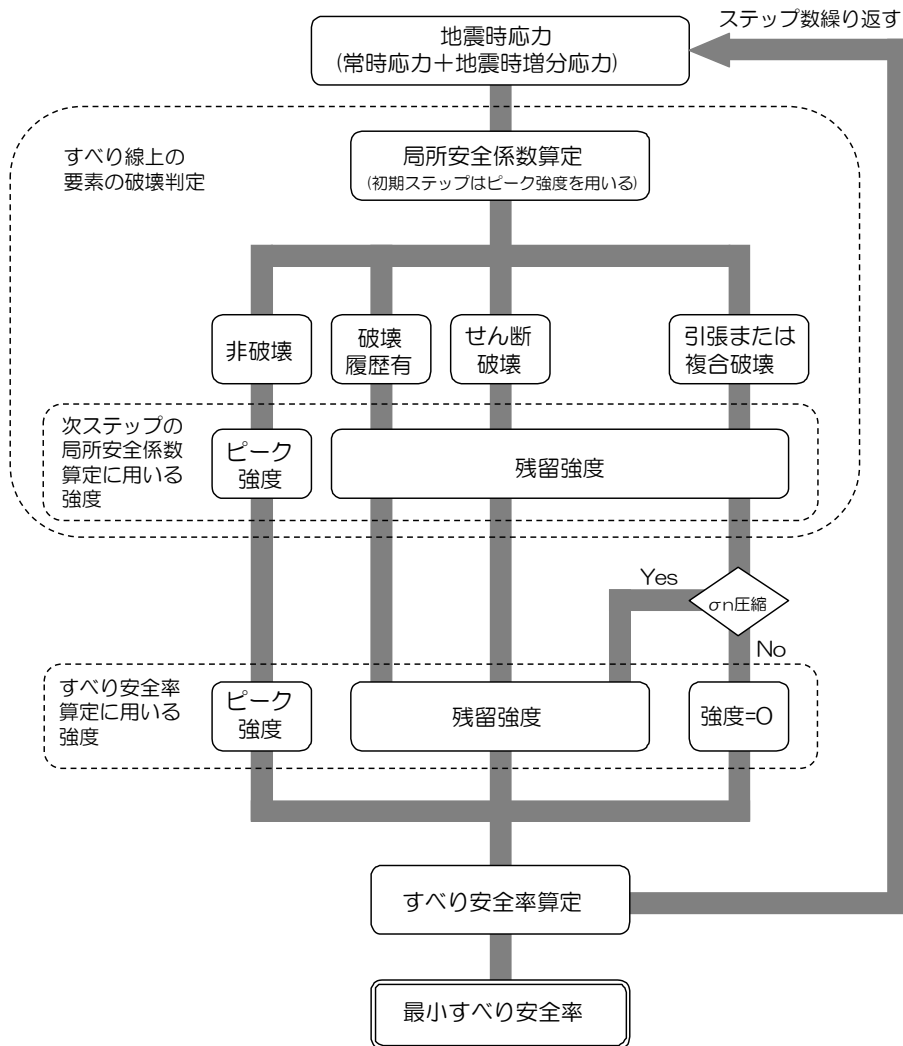 ステップ数繰り返す
地震時応力
(常時応力＋地震時増分応力)
すべり線上の
要素の破壊判定
局所安全係数算定
(初期ステップはピーク強度を用いる)
非破壊
破壊
履歴有
せん断
破壊
引張または
複合破壊
次ステップの
局所安全係数
算定に用いる
強度
ピーク
強度
残留強度
Yes
σn圧縮
No
すべり安全率
算定に用いる
強度
ピーク
強度
残留強度
強度=0
すべり安全率算定
最小すべり安全率